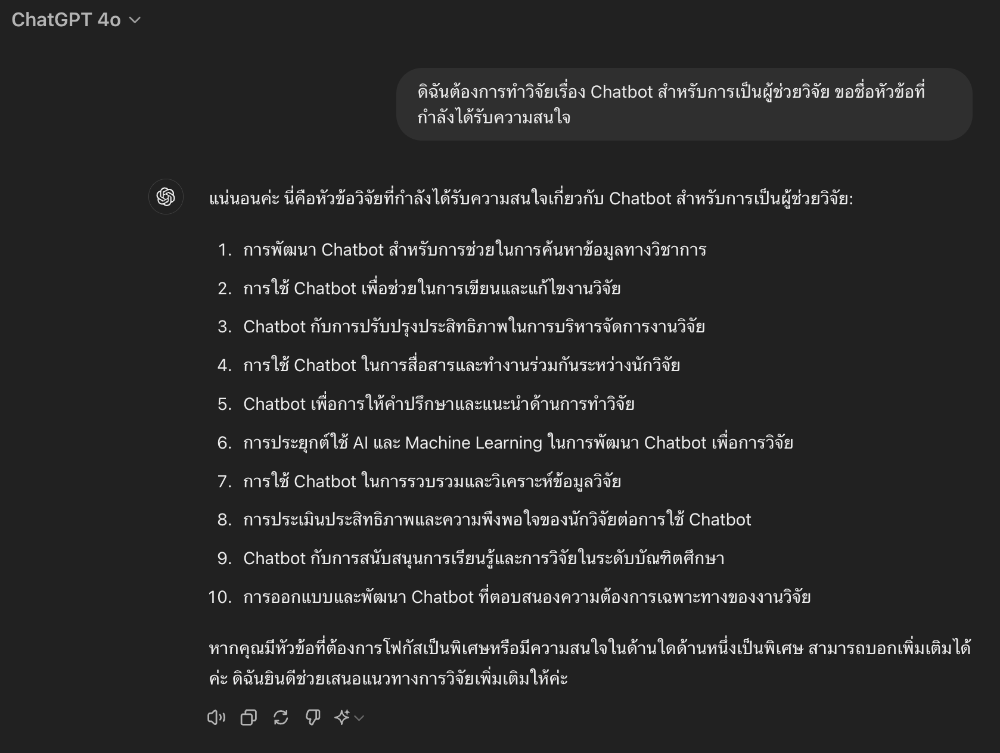 ChatGPT 4o
ดิฉันต้องการทำวิจัยเรื่อง Chatbot สำหรับการเป็นผู้ช่วยวิจัย ขอชื่อหัวข้อที่
กำลังได้รับความสนใจ
แน่นอนค่ะ นี่คือหัวข้อวิจัยที่กำลังได้รับความสนใจเกี่ยวกับ Chatbot สำหรับการเป็นผู้ช่วยวิจัย:
1. การพัฒนา Chatbot สำหรับการช่วยในการค้นหาข้อมูลทางวิชาการ
2. การใช้ Chatbot เพื่อช่วยในการเขียนและแก้ไขงานวิจัย
3. Chatbot กับการปรับปรุงประสิทธิภาพในการบริหารจัดการงานวิจัย
4. การใช้ Chatbot ในการสื่อสารและทำงานร่วมกันระหว่างนักวิจัย
5. Chatbot เพื่อการให้คำปรึกษาและแนะนำด้านการทำวิจัย
6. การประยุกต์ใช้ AI และ Machine Learning ในการพัฒนา Chatbot เพื่อการวิจัย
7. การใช้ Chatbot ในการรวบรวมและวิเคราะห์ข้อมูลวิจัย
8. การประเมินประสิทธิภาพและความพึงพอใจของนักวิจัยต่อการใช้ Chatbot
9. Chatbot กับการสนับสนุนการเรียนรู้และการวิจัยในระดับบัณฑิตศึกษา
10. การออกแบบและพัฒนา Chatbot ที่ตอบสนองความต้องการเฉพาะทางของงานวิจัย
หากคุณมีหัวข้อที่ต้องการโฟกัสเป็นพิเศษหรือมีความสนใจในด้านใดด้านหนึ่งเป็นพิเศษ สามารถบอกเพิ่มเติมได้
ค่ะ ดิฉันยินดีช่วยเสนอแนวทางการวิจัยเพิ่มเติมให้ค่ะ